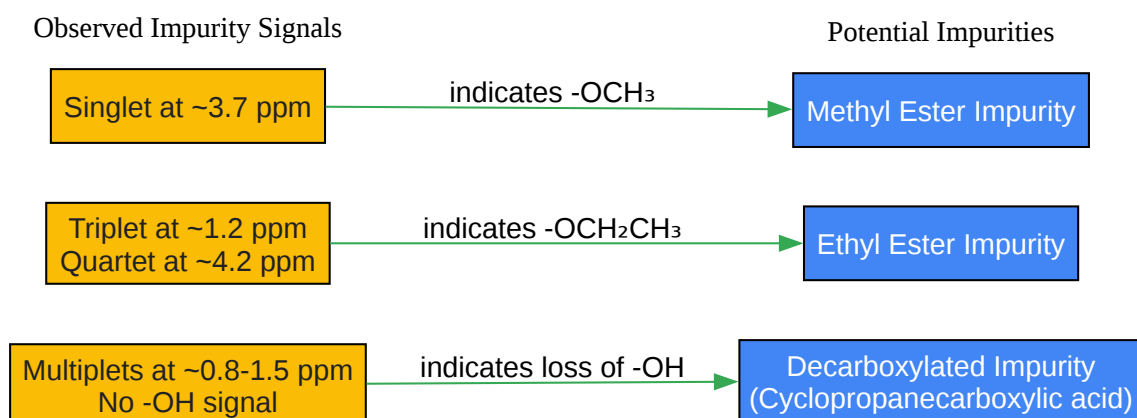 Observed Impurity Signals
Potential Impurities
Singlet at ~3.7 ppm
indicates -OCH₃
Methyl Ester Impurity
Triplet at ~1.2 ppm
Quartet at ~4.2 ppm
indicates -OCH₂CH₃
Ethyl Ester Impurity
Multiplets at ~0.8-1.5 ppm
No -OH signal
indicates loss of -OH
Decarboxylated Impurity
(Cyclopropanecarboxylic acid)